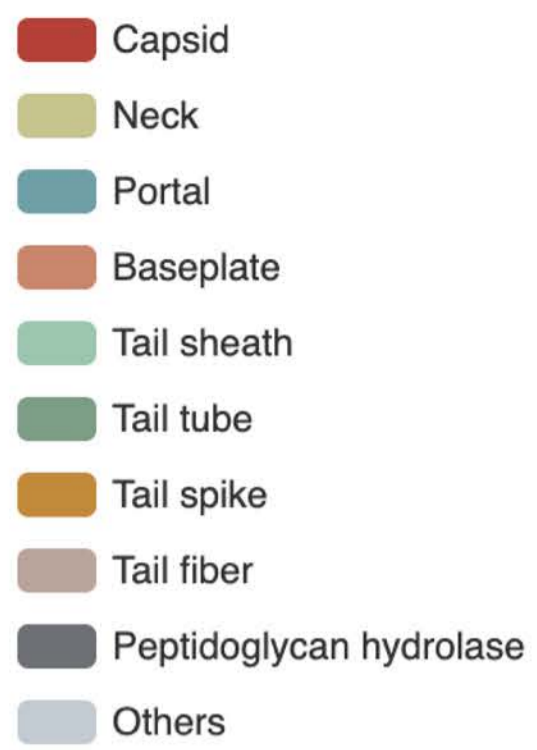 Capsid
Neck
Portal
Baseplate
Tail sheath
Tail tube
Tail spike
Tail fiber
Peptidoglycan hydrolase
Others